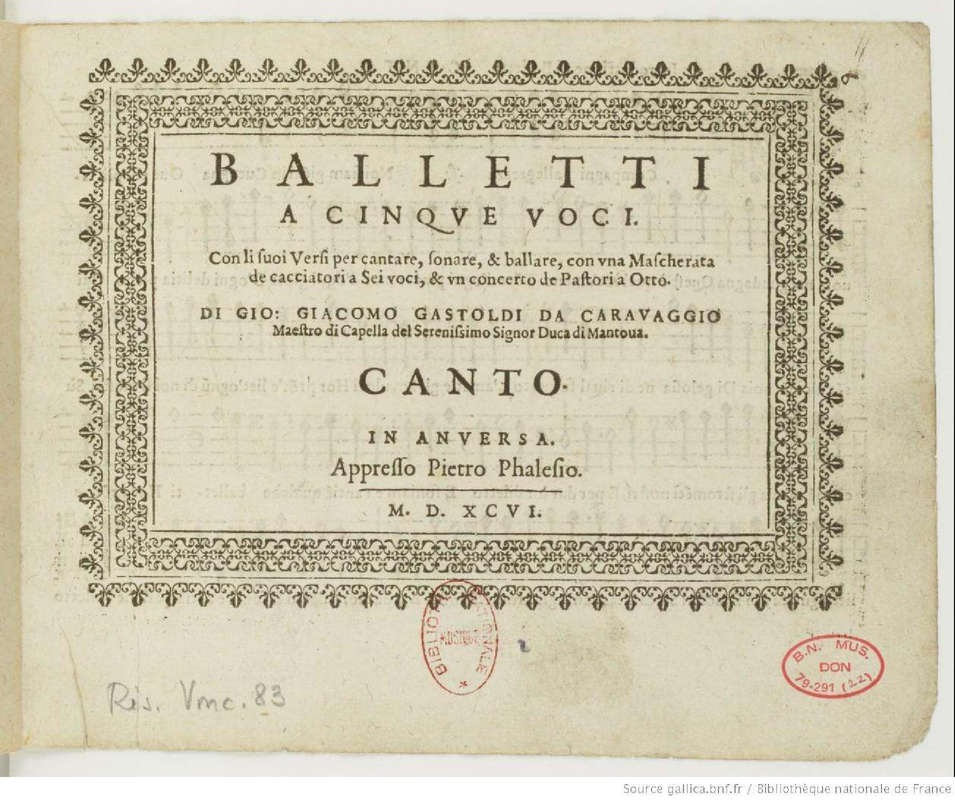 BALLETTI
A CINQVE VOCI.
Con li ſuoi Verſi per cantare, ſonare, & ballare, con vna Maſcherata
de cacciatori a Sei voci, & vn concerto de Paſtori a Otto.
DI GIO: GIACOMO GASTOLDI DA CARAVAGGIO
Maeſtro di Capella del Sereniſsimo Signor Duca di Mantoua.
CANTO
IN ANVERSA.
Appreſſo Pietro Phaleſio.
M. D. XCVI.
MUSIQUE
B.N. MUS.
DON
79-291 (22)
Rés. Vmc. 83
Source gallica.bnf.fr / Bibliothèque nationale de France